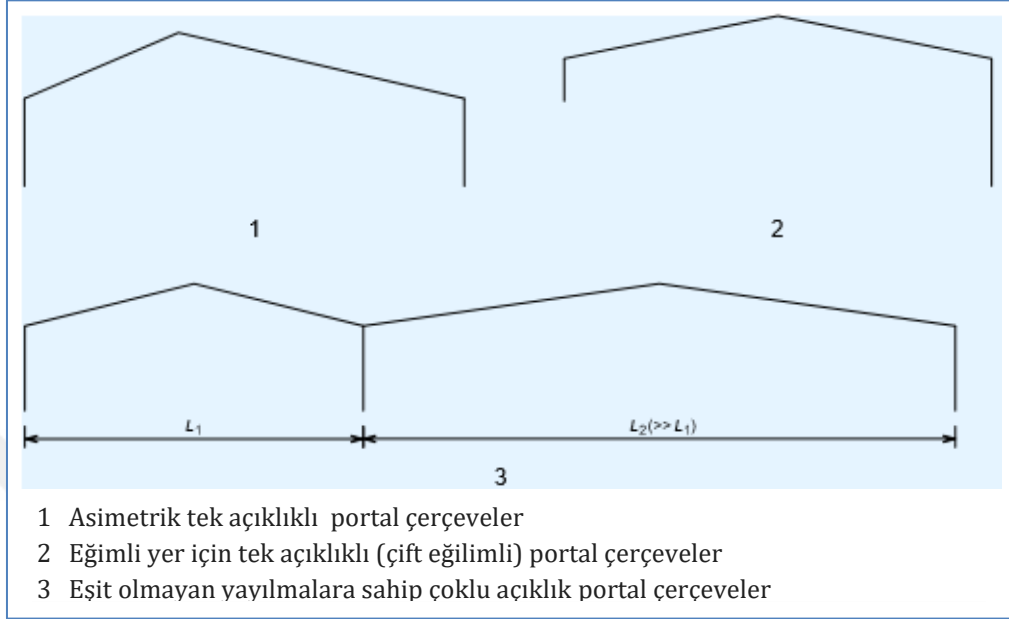 1
2
L1
L2(>>L1)
3
1 Asimetrik tek açıklıklı portal çerçeveler
2 Eğimli yer için tek açıklıklı (çift eğilimli) portal çerçeveler
3 Eşit olmayan yayılmalara sahip çoklu açıklık portal çerçeveler